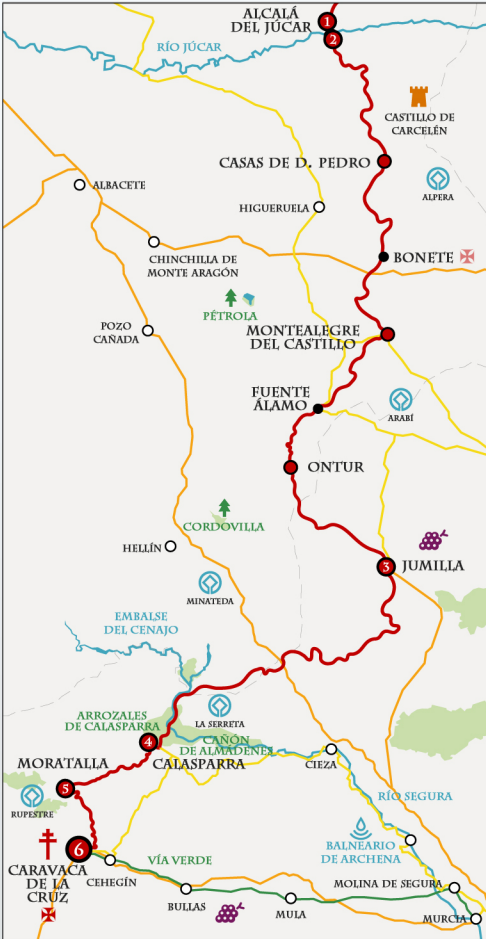 ALCALÁ
DEL JÚCAR
1
2
RÍO JÚCAR
CASTILLO DE
CARCELÉN
CASAS DE D. PEDRO
ALBACETE
ALPERA
HIGUERUELA
CHINCHILLA DE
MONTE ARAGÓN
BONETE
PÉTROLA
POZO
CAÑADA
MONTEALEGRE
DEL CASTILLO
FUENTE
ÁLAMO
ARABÍ
ONTUR
CORDOVILLA
HELLÍN
3
JUMILLA
MINATEDA
EMBALSE
DEL CENAJO
ARROZALES
DE CALASPARRA
LA SERRETA
4
CAÑÓN
DE ALMADENEZ
CALASPARRA
CIEZA
MORATALLA
5
RUPESTRE
RÍO SEGURA
6
BALNEARIO
DE ARCHENA
CARAVACA
DE LA
CRUZ
CEHEGÍN
VÍA VERDE
BULLAS
MULA
MOLINA DE SEGURA
MURCIA